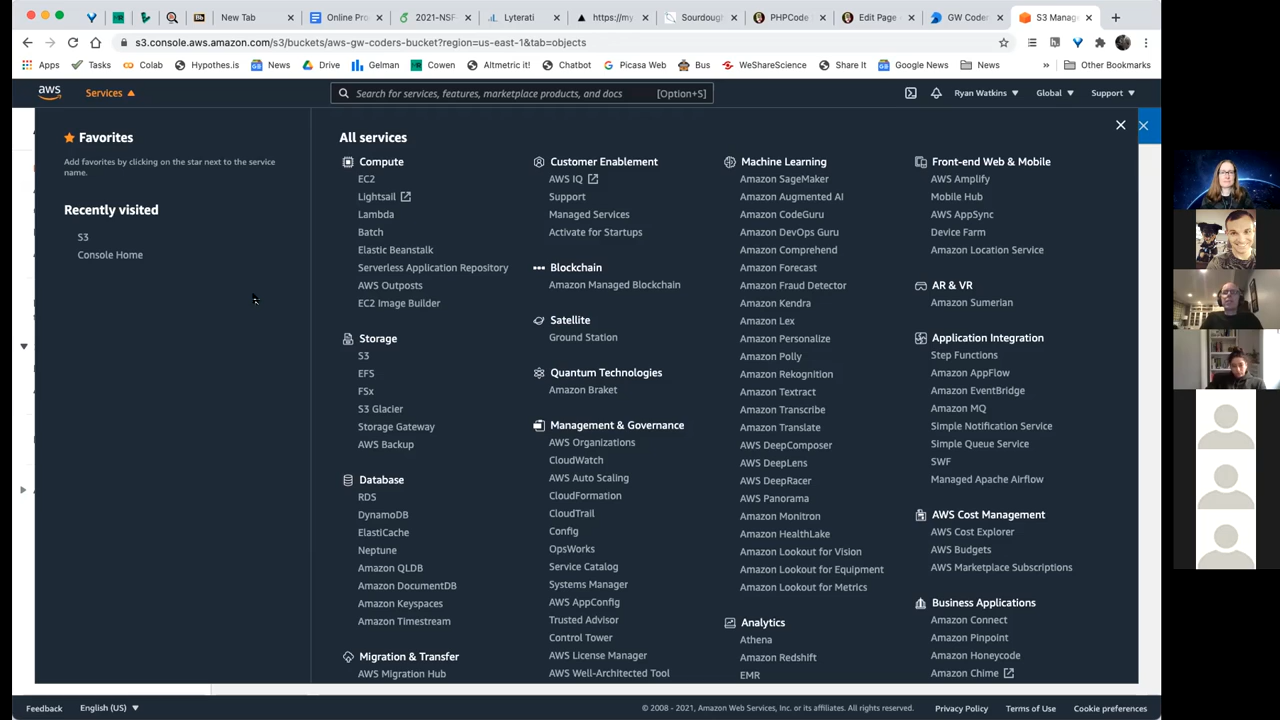 New Tab
Online Pro
2021-NSF
Lyterati
https://my
Sourdough
PHPCode
Edit Page
GW Coder
S3 Manag
s3.console.aws.amazon.com/s3/buckets/aws-gw-coders-bucket?region=us-east-1&tab=objects
Apps Tasks Colab Hypothes.is News Drive Gelman Cowen Altmetric it! Chatbot Picasa Web Bus WeShareScience Share It Google News News » Other Bookmarks
aws Services Search for services, features, marketplace products, and docs [Option+S] Ryan Watkins Global Support
Favorites
Add favorites by clicking on the star next to the service
name.
Recently visited
S3
Console Home
All services
Compute
EC2
Lightsail
Lambda
Batch
Elastic Beanstalk
Serverless Application Repository
AWS Outposts
EC2 Image Builder
Storage
S3
EFS
FSx
S3 Glacier
Storage Gateway
AWS Backup
Database
RDS
DynamoDB
ElastiCache
Neptune
Amazon QLDB
Amazon DocumentDB
Amazon Keyspaces
Amazon Timestream
Migration & Transfer
AWS Migration Hub
Customer Enablement
AWS IQ
Support
Managed Services
Activate for Startups
Blockchain
Amazon Managed Blockchain
Satellite
Ground Station
Quantum Technologies
Amazon Braket
Management & Governance
AWS Organizations
CloudWatch
AWS Auto Scaling
CloudFormation
CloudTrail
Config
OpsWorks
Service Catalog
Systems Manager
AWS AppConfig
Trusted Advisor
Control Tower
AWS License Manager
AWS Well-Architected Tool
Machine Learning
Amazon SageMaker
Amazon Augmented AI
Amazon CodeGuru
Amazon DevOps Guru
Amazon Comprehend
Amazon Forecast
Amazon Fraud Detector
Amazon Kendra
Amazon Lex
Amazon Personalize
Amazon Polly
Amazon Rekognition
Amazon Textract
Amazon Transcribe
Amazon Translate
AWS DeepComposer
AWS DeepLens
AWS DeepRacer
AWS Panorama
Amazon Monitron
Amazon HealthLake
Amazon Lookout for Vision
Amazon Lookout for Equipment
Amazon Lookout for Metrics
Analytics
Athena
Amazon Redshift
EMR
Front-end Web & Mobile
AWS Amplify
Mobile Hub
AWS AppSync
Device Farm
Amazon Location Service
AR & VR
Amazon Sumerian
Application Integration
Step Functions
Amazon AppFlow
Amazon EventBridge
Amazon MQ
Simple Notification Service
Simple Queue Service
SWF
Managed Apache Airflow
AWS Cost Management
AWS Cost Explorer
AWS Budgets
AWS Marketplace Subscriptions
Business Applications
Amazon Connect
Amazon Pinpoint
Amazon Honeycode
Amazon Chime
Feedback English (US) © 2008 - 2021, Amazon Web Services, Inc. or its affiliates. All rights reserved. Privacy Policy Terms of Use Cookie preferences